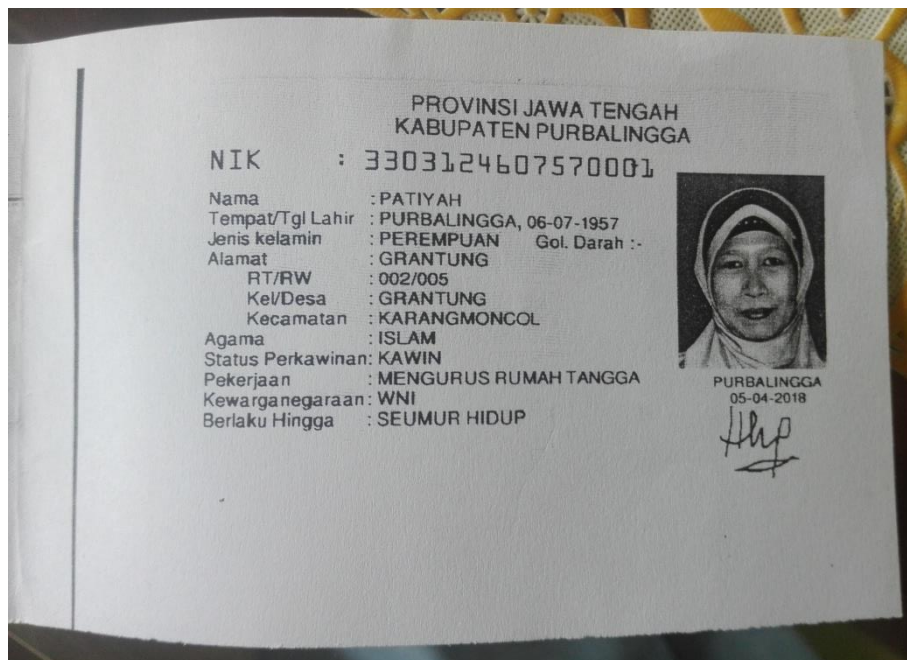 PROVINSI JAWA TENGAH
KABUPATEN PURBALINGGA
NIK : 3303124607570001
Nama : PATIYAH
Tempat/Tgl Lahir : PURBALINGGA, 06-07-1957
Jenis kelamin : PEREMPUAN Gol. Darah :-
Alamat : GRANTUNG
RT/RW : 002/005
Kel/Desa : GRANTUNG
Kecamatan : KARANGMONCOL
Agama : ISLAM
Status Perkawinan: KAWIN
Pekerjaan : MENGURUS RUMAH TANGGA
Kewarganegaraan: WNI
Berlaku Hingga : SEUMUR HIDUP
PURBALINGGA
05-04-2018